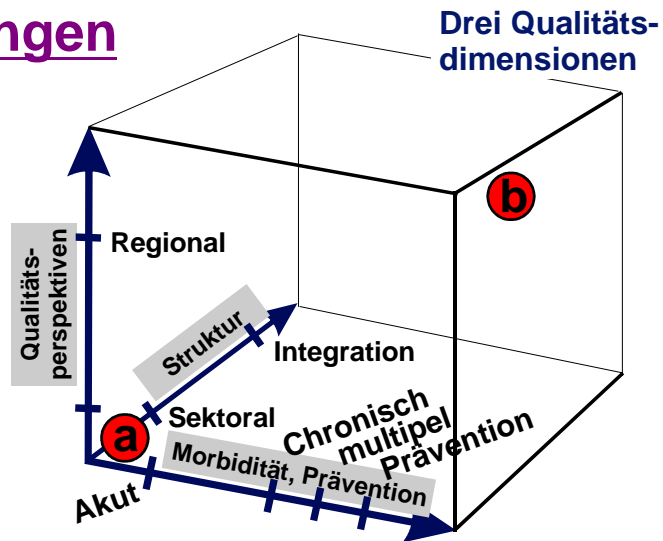 ngen
Drei Qualitäts-
dimensionen
b
Regional
Qualitäts-
perspektiven
Struktur
Integration
Sektoral
a
Chronisch
multipel
Prävention
Morbidität, Prävention
Akut